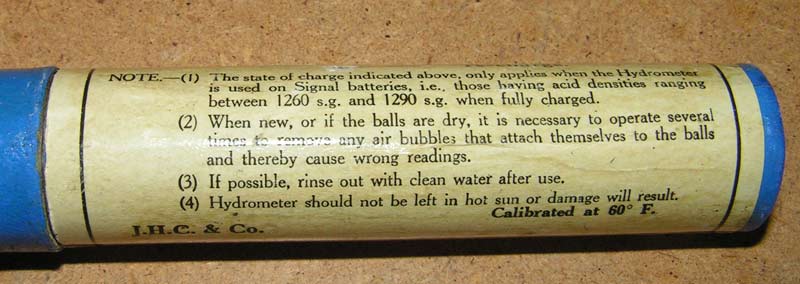 NOTE.—(1) The state of charge indicated above, only applies when the Hydrometer
is used on Signal batteries, i.e., those having acid densities ranging
between 1260 s.g. and 1290 s.g. when fully charged.
(2) When new, or if the balls are dry, it is necessary to operate several
times to remove any air bubbles that attach themselves to the balls
and thereby cause wrong readings.
(3) If possible, rinse out with clean water after use.
(4) Hydrometer should not be left in hot sun or damage will result.
Calibrated at 60° F.
J.H.C. & Co.